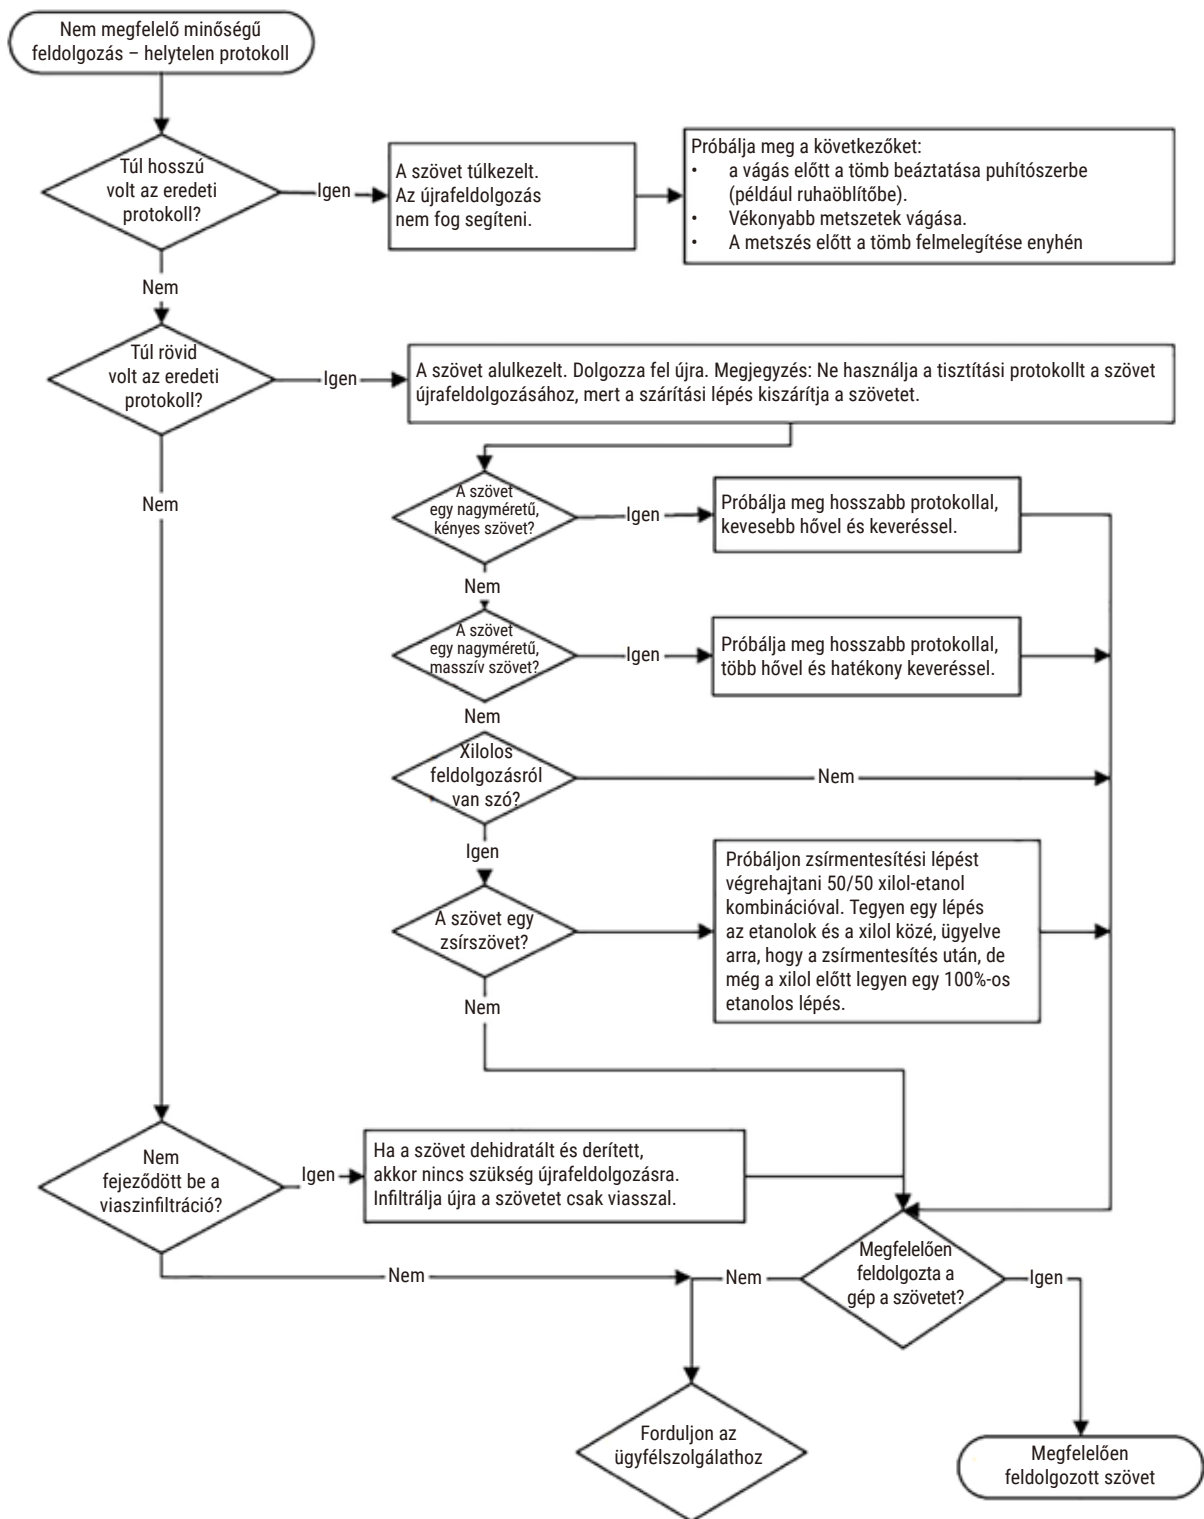 Nem megfelelő minőségű
feldolgozás – helytelen protokoll
Túl hosszú
volt az eredeti
protokoll?
Igen
A szövet túlkezelt.
Az újrafeldolgozás
nem fog segíteni.
Próbálja meg a következőket:
• a vágás előtt a tömb beáztatása puhítószerbe
(például ruhaöblítőbe).
• Vékonyabb metszetek vágása.
• A metszés előtt a tömb felmelegítése enyhén
Nem
Túl rövid
volt az eredeti
protokoll?
Igen
A szövet alulkezelt. Dolgozza fel újra. Megjegyzés: Ne használja a tisztítási protokollt a szövet
újrafeldolgozásához, mert a szárítási lépés kiszárítja a szövetet.
Nem
A szövet
egy nagyméretű,
kényes szövet?
Igen
Próbálja meg hosszabb protokollal,
kevesebb hővel és keveréssel.
Nem
A szövet
egy nagyméretű,
masszív szövet?
Igen
Próbálja meg hosszabb protokollal,
több hővel és hatékony keveréssel.
Nem
Xilolos
feldolgozásról
van szó?
Nem
Igen
A szövet egy
zsírszövet?
Próbáljon zsírmentesítési lépést
végrehajtani 50/50 xilol-etanol
kombinációval. Tegyen egy lépés
az etanolok és a xilol közé, ügyelve
arra, hogy a zsírmentesítés után, de
még a xilol előtt legyen egy 100%-os
etanolos lépés.
Nem
Nem
fejeződött be a
viaszinfiltráció?
Igen
Ha a szövet dehidratált és derített,
akkor nincs szükség újrafeldolgozásra.
Infiltrálja újra a szövetet csak viasszal.
Nem
Megfelelően
feldolgozta a
gép a szövetet?
Nem
Igen
Forduljon az
ügyfélszolgálathoz
Megfelelően
feldolgozott szövet